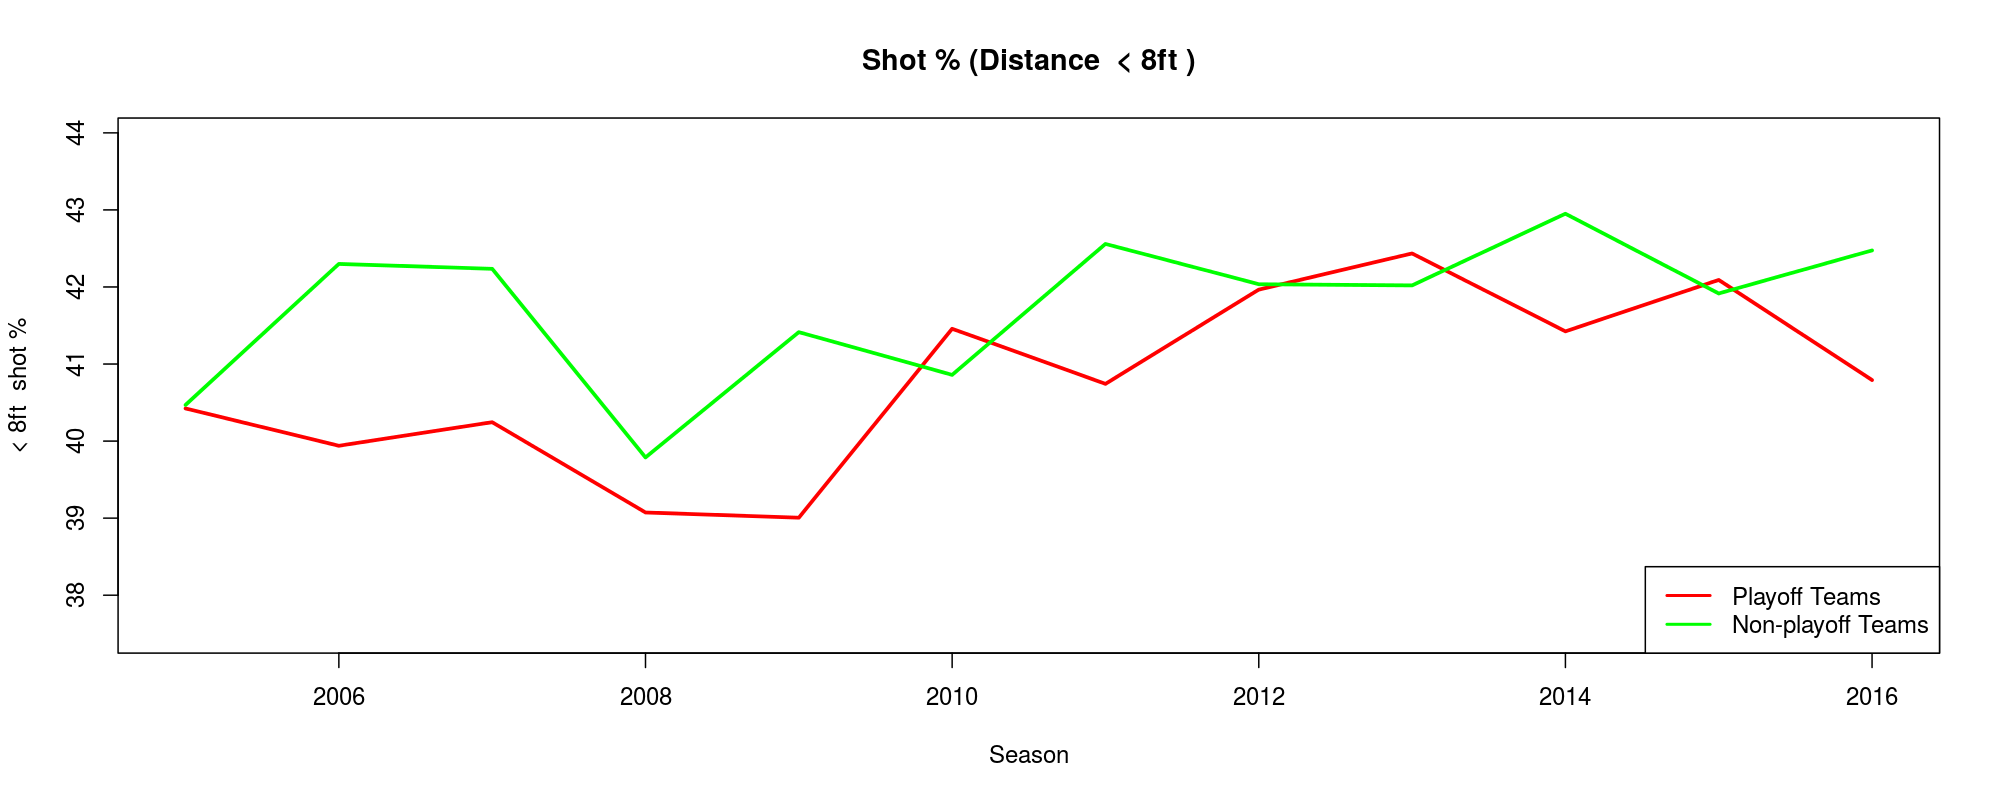 Shot % (Distance  < 8ft )
< 8ft  shot %
44
43
42
41
40
39
38
Playoff Teams
Non-playoff Teams
2006 2008 2010 2012 2014 2016
Season